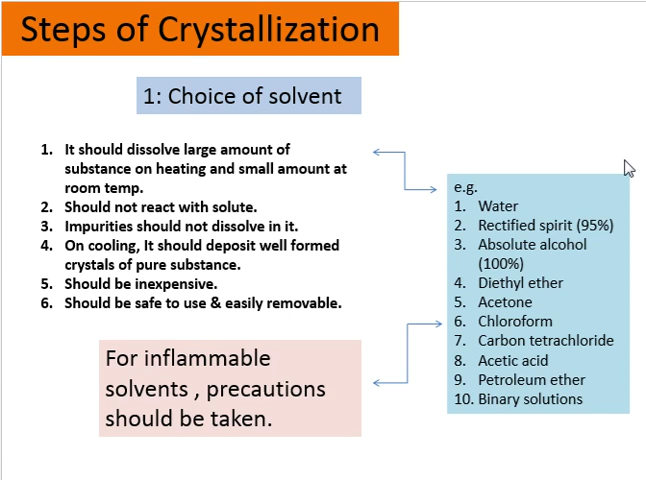 Steps of Crystallization
1: Choice of solvent
1. It should dissolve large amount of
substance on heating and small amount at
room temp.
2. Should not react with solute.
3. Impurities should not dissolve in it.
4. On cooling, It should deposit well formed
crystals of pure substance.
5. Should be inexpensive.
6. Should be safe to use & easily removable.
For inflammable
solvents , precautions
should be taken.
e.g.
1. Water
2. Rectified spirit (95%)
3. Absolute alcohol
(100%)
4. Diethyl ether
5. Acetone
6. Chloroform
7. Carbon tetrachloride
8. Acetic acid
9. Petroleum ether
10. Binary solutions